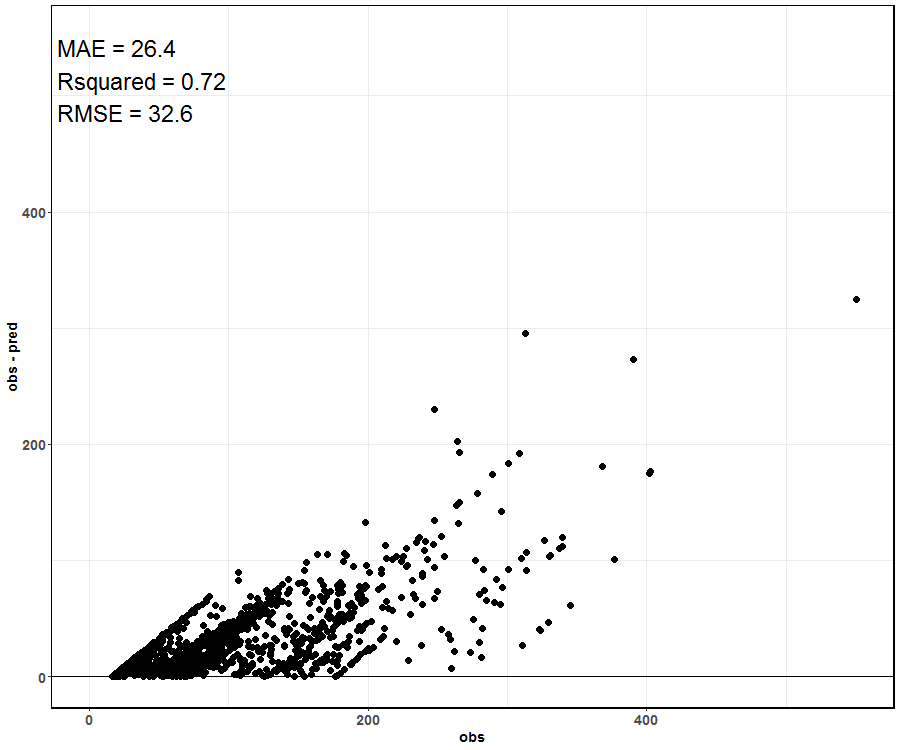 MAE = 26.4
Rsquared = 0.72
RMSE = 32.6
400
200
0
obs - pred
0 200 400
obs